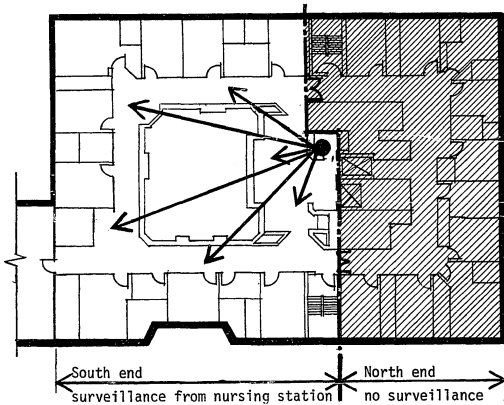 South end
surveillance from nursing station
North end
no surveillance